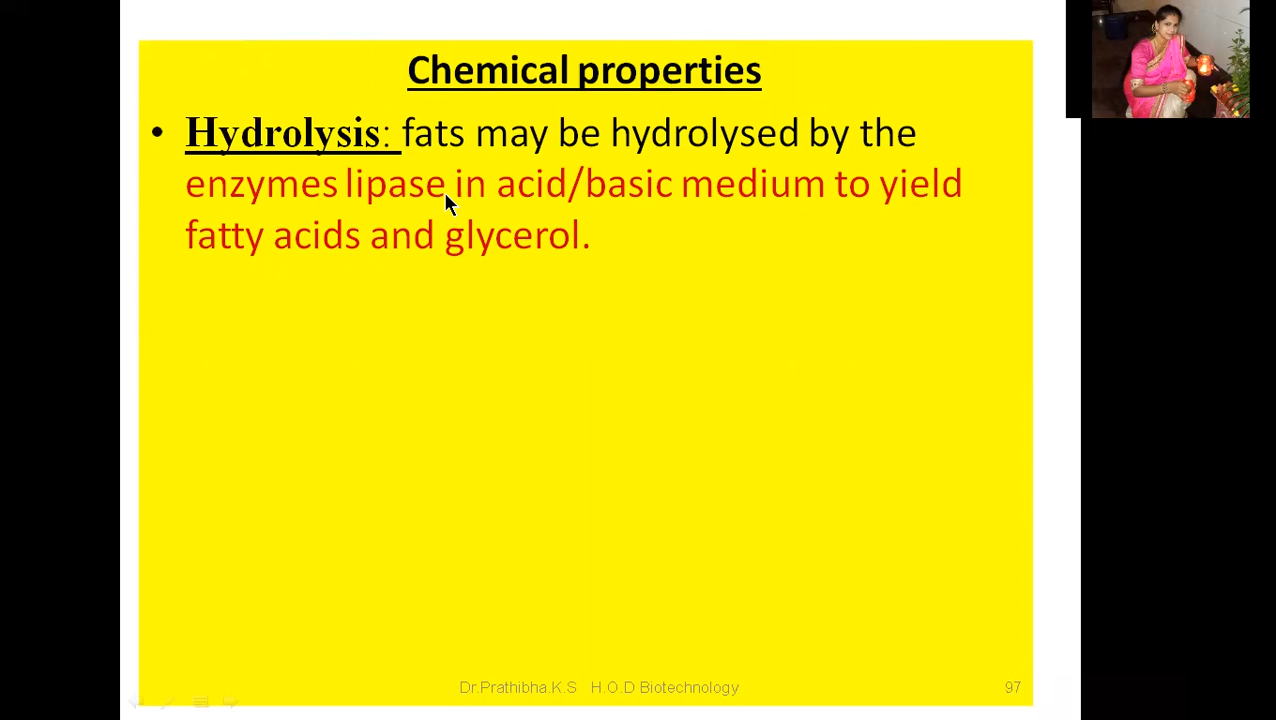 Chemical properties
• Hydrolysis: fats may be hydrolysed by the
enzymes lipase in acid/basic medium to yield
fatty acids and glycerol.
Dr.Prathibha.K.S H.O.D Biotechnology 97